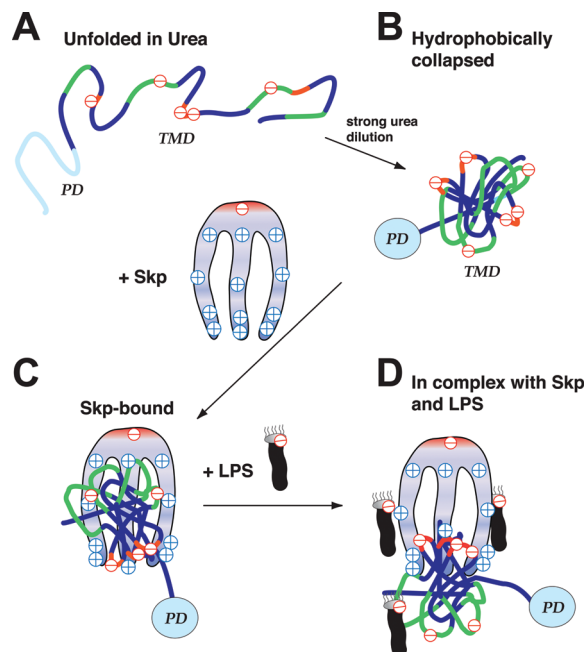 A
Unfolded in Urea
TMD
PD
B
Hydrophobically
collapsed
strong urea
dilution
PD
TMD
+ Skp
C
Skp-bound
+ LPS
PD
D
In complex with Skp
and LPS
PD